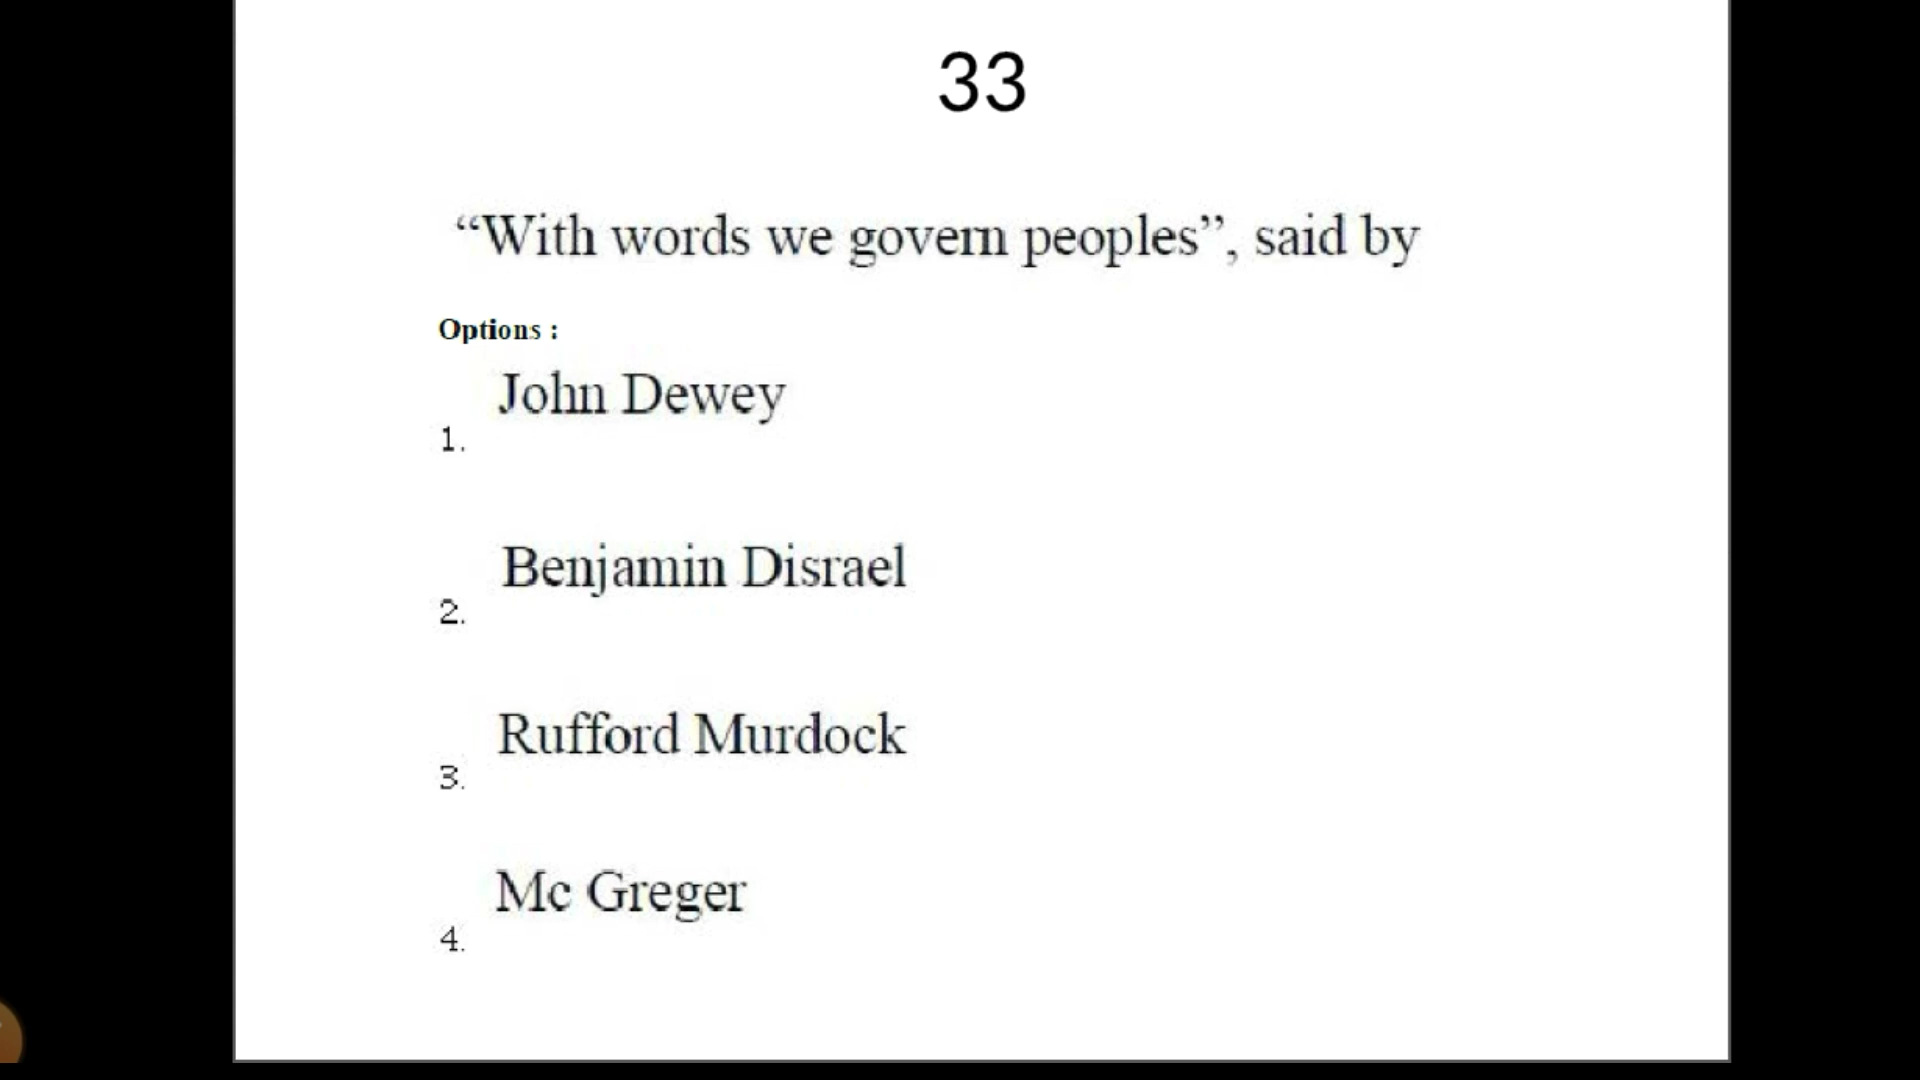 33
“With words we govern peoples”, said by
Options :
John Dewey
1.
Benjamin Disrael
2.
Rufford Murdock
3.
Mc Greger
4.